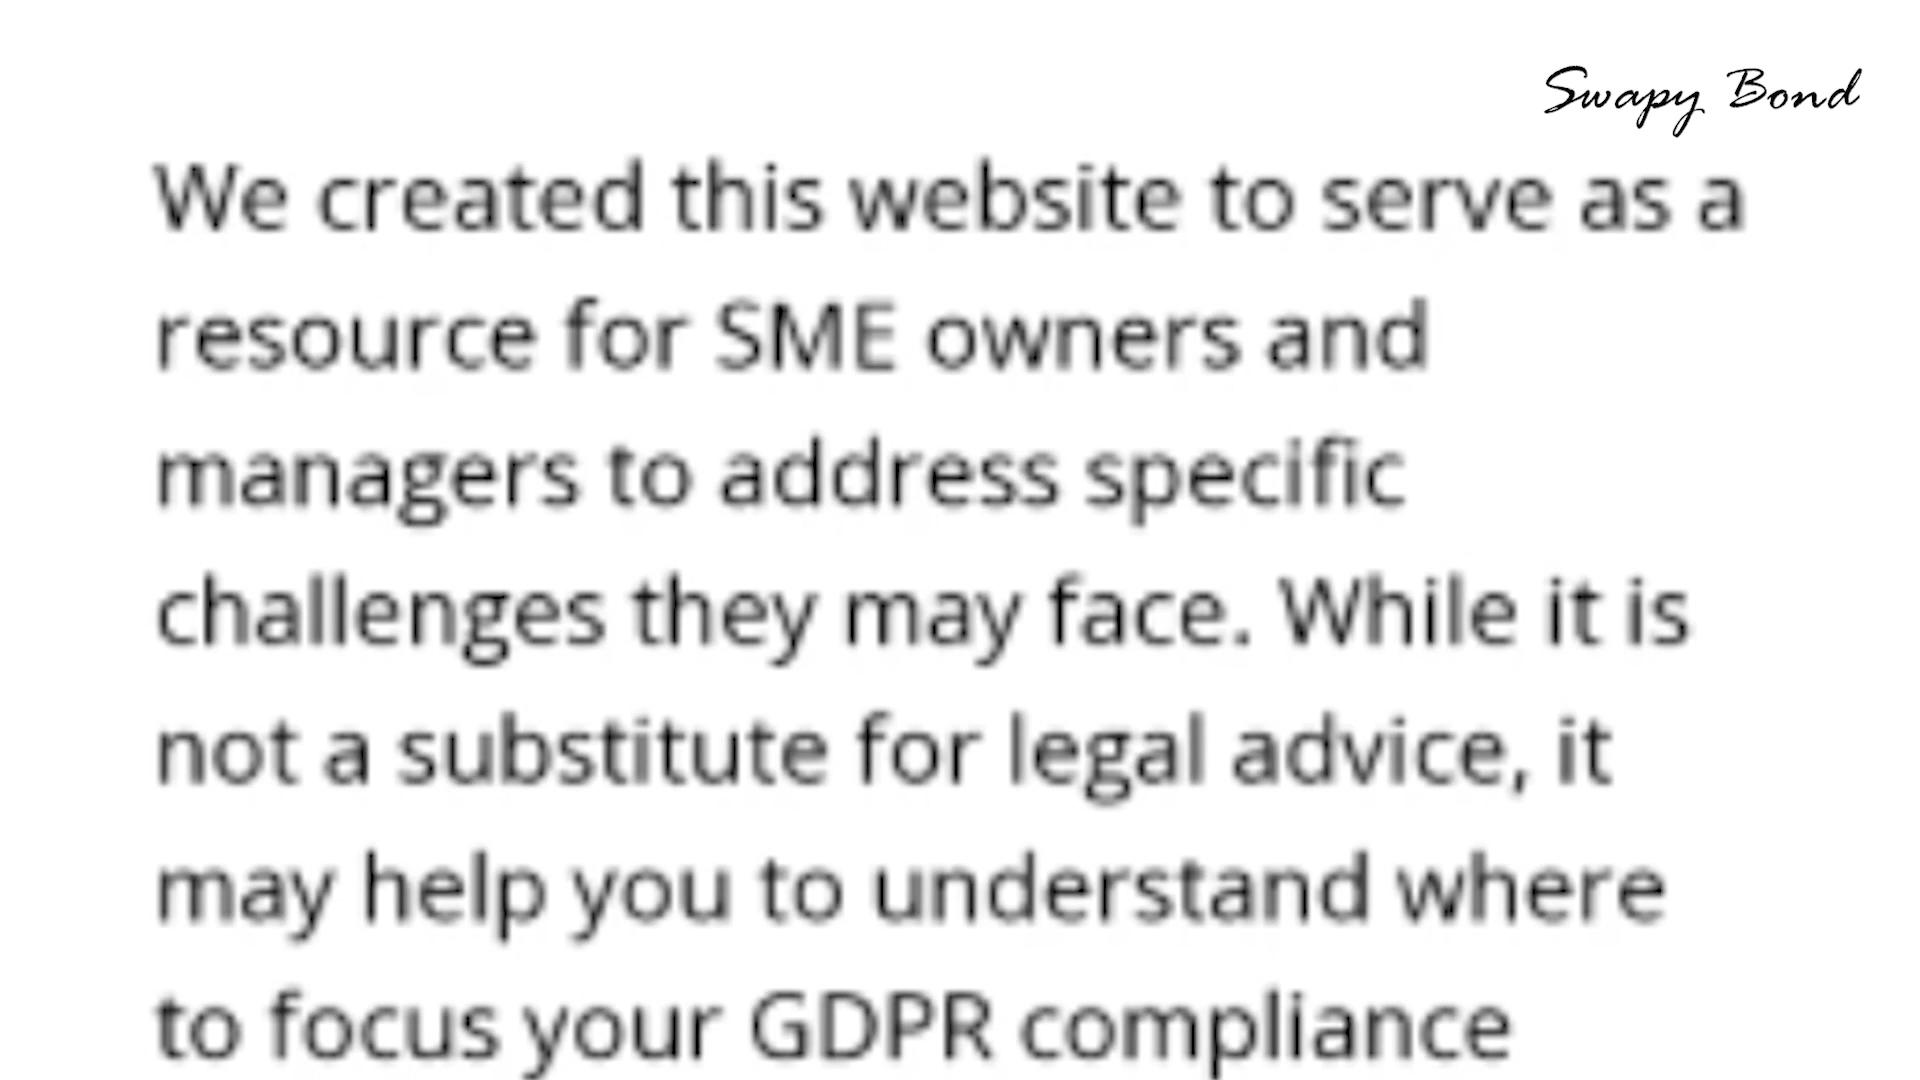 Swapy Bond
We created this website to serve as a
resource for SME owners and
managers to address specific
challenges they may face. While it is
not a substitute for legal advice, it
may help you to understand where
to focus your GDPR compliance